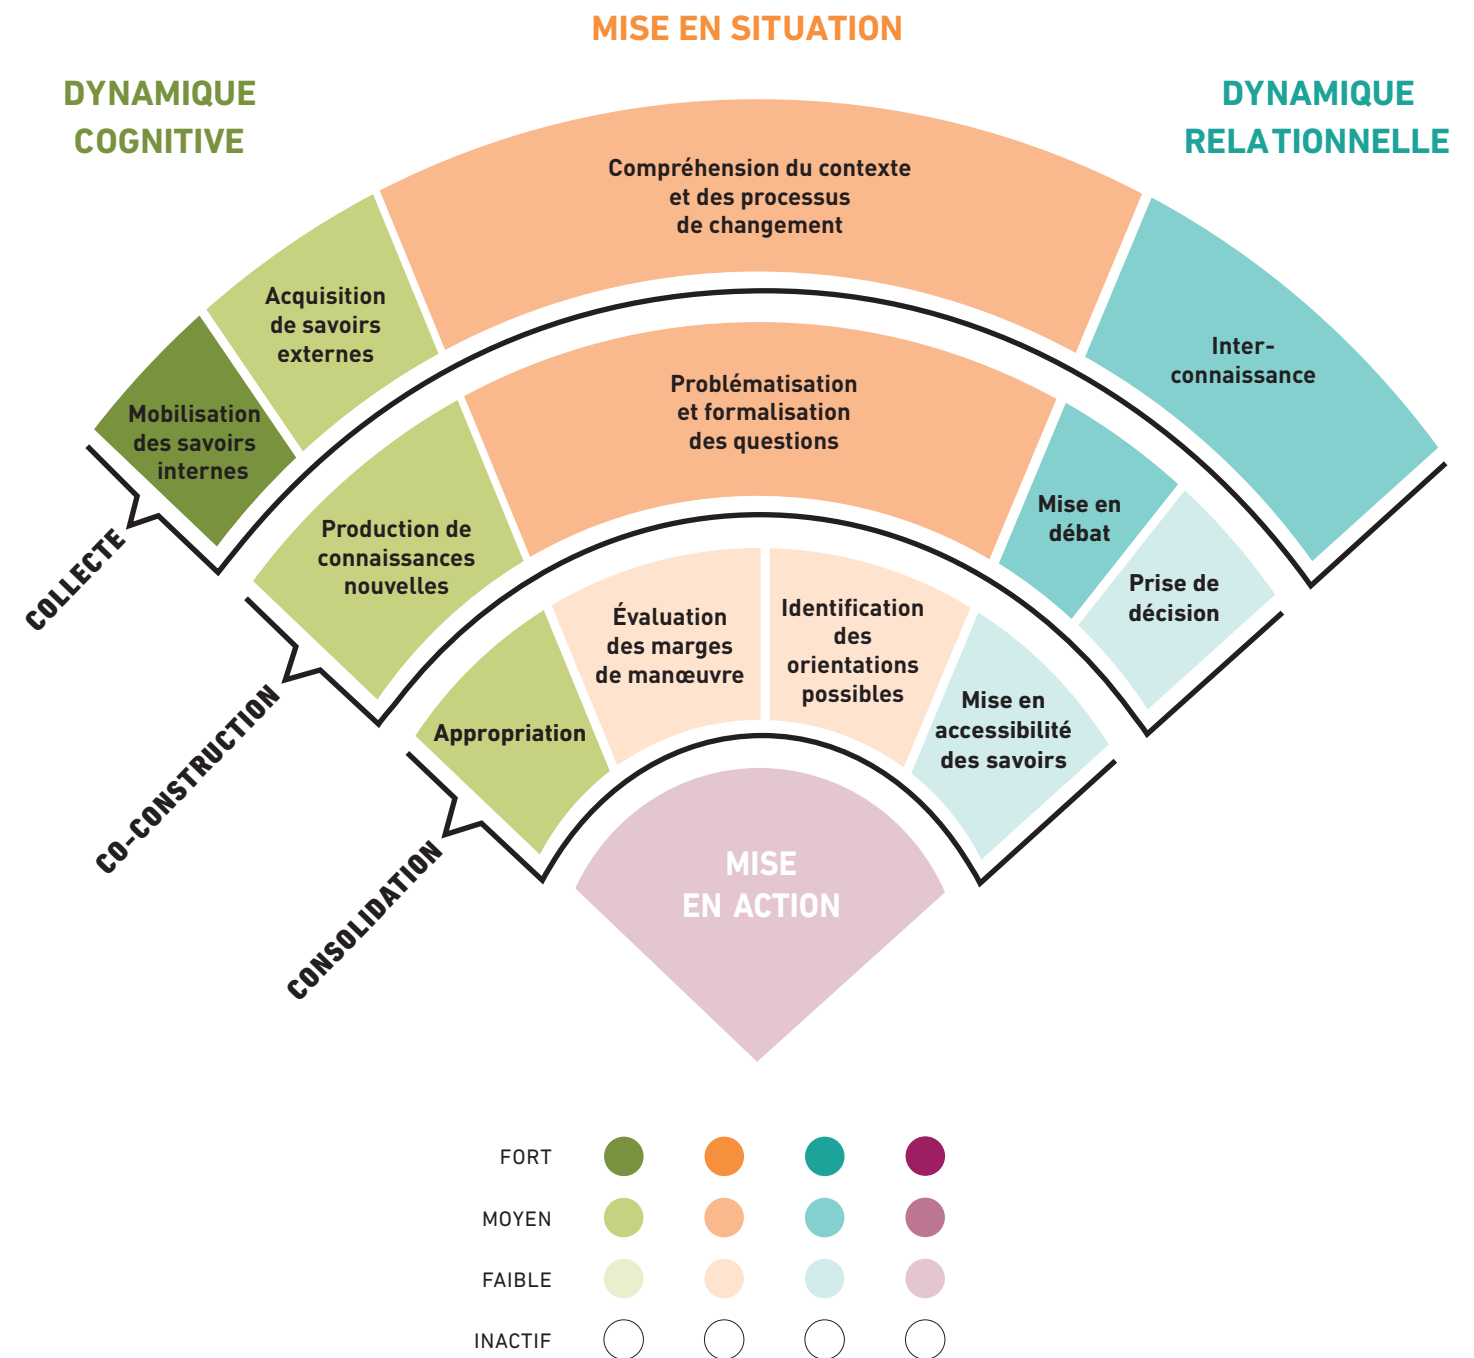 MISE EN SITUATION
DYNAMIQUE
COGNITIVE
DYNAMIQUE
RELATIONNELLE
Compréhension du contexte
et des processus
de changement
Acquisition
de savoirs
externes
Mobilisation
des savoirs
internes
Inter-
connaissance
COLLECTE
Problématisation
et formalisation
des questions
Production de
connaissances
nouvelles
Mise en
débat
Prise de
décision
CO-CONSTRUCTION
Évaluation
des marges
de manœuvre
Identification
des
orientations
possibles
Appropriation
Mise en
accessibilité
des savoirs
CONSOLIDATION
MISE
EN ACTION
FORT
MOYEN
FAIBLE
INACTIF